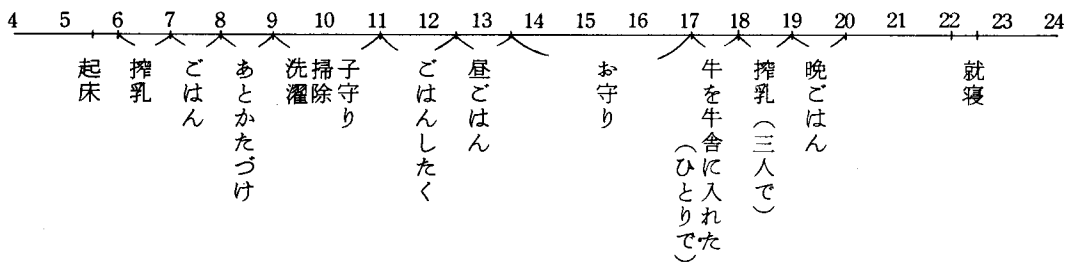 4 5 6 7 8 9 10 11 12 13 14 15 16 17 18 19 20 21 22 23 24
起床
搾乳
ごはん
あとかたづけ
洗濯
掃除
子守り
ごはんしたく
昼ごはん
お守り
牛を牛舎に入れた
(ひとりで)
搾乳(三人で)
晩ごはん
就寝